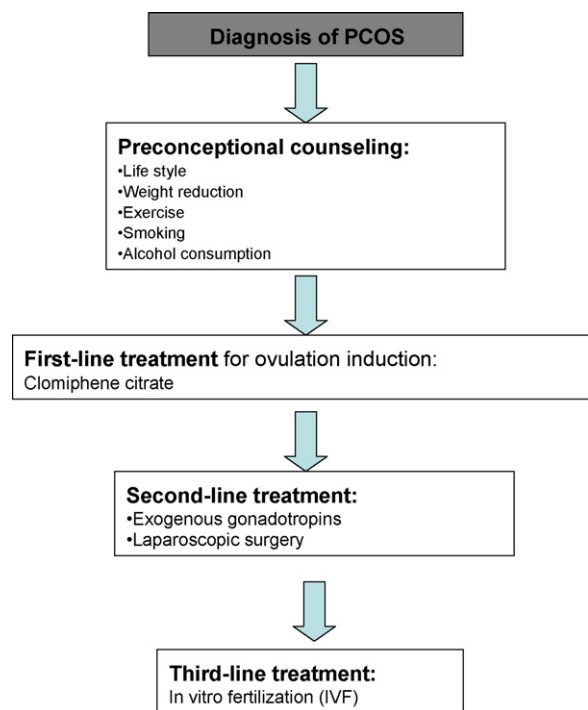 Diagnosis of PCOS
Preconceptional counseling:
•Life style
•Weight reduction
•Exercise
•Smoking
•Alcohol consumption
First-line treatment for ovulation induction:
Clomiphene citrate
Second-line treatment:
•Exogenous gonadotropins
•Laparoscopic surgery
Third-line treatment:
In vitro fertilization (IVF)